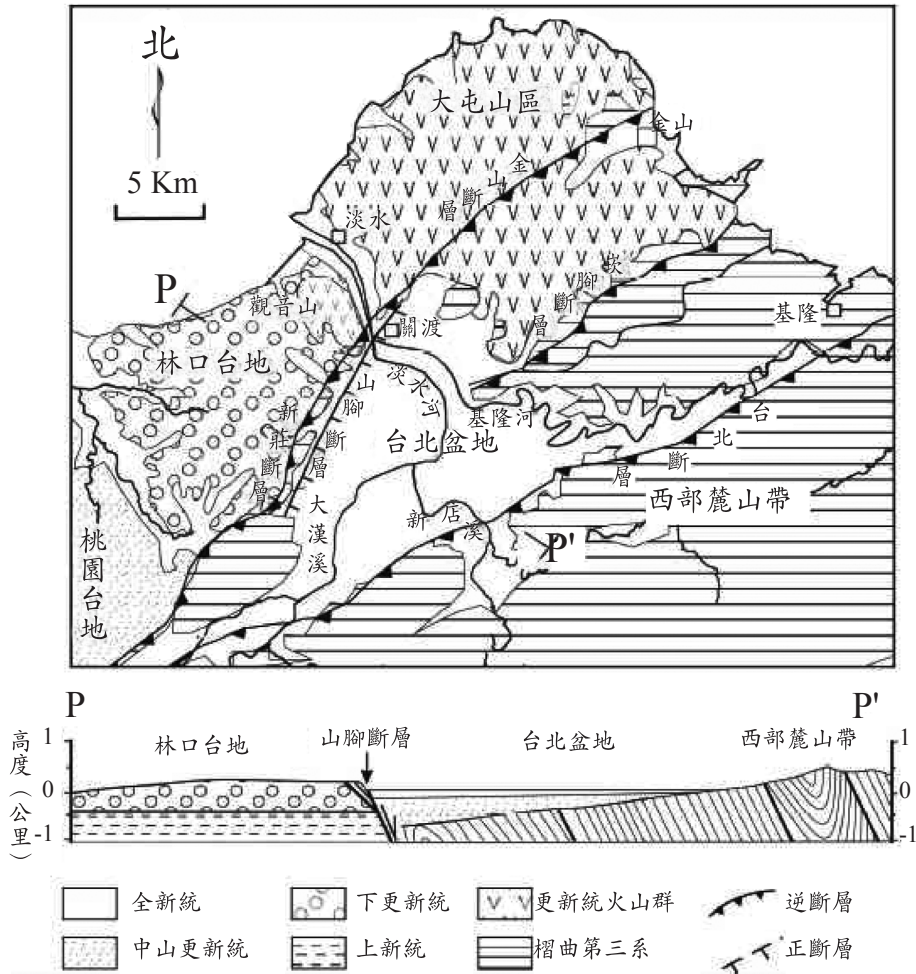 北
5 Km
大屯山區
金山
金山斷層
淡水
P
觀音山
關渡
崁腳斷層
基隆
林口台地
山腳斷層
新莊斷層
淡水河
基隆河
台北盆地
台北斷層
西部麓山帶
大漢溪
新店溪
P'
桃園台地
P
P'
高度（公里）
1
0
-1
林口台地
山腳斷層
台北盆地
西部麓山帶
1
0
-1
全新統
下更新統
更新統火山群
逆斷層
中山更新統
上新統
褶曲第三系
正斷層